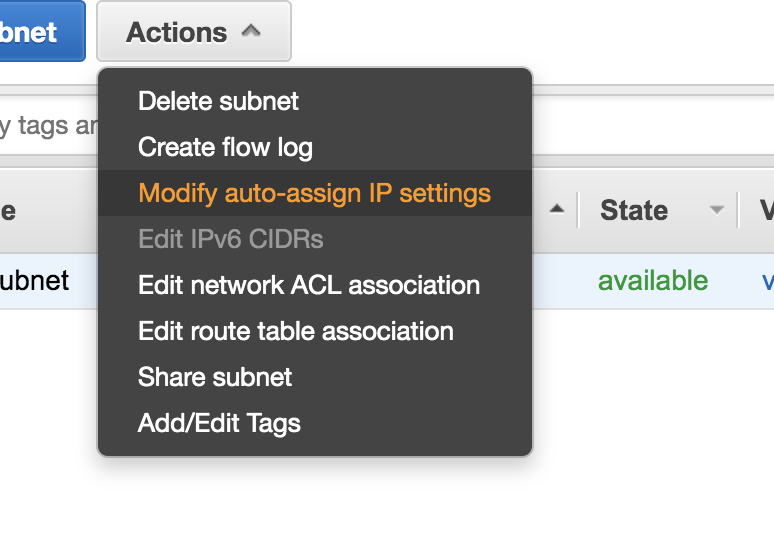 bnet
Actions
y tags ar
Delete subnet
Create flow log
Modify auto-assign IP settings
Edit IPv6 CIDRs
Edit network ACL association
Edit route table association
Share subnet
Add/Edit Tags
e
State
V
ubnet
available
v